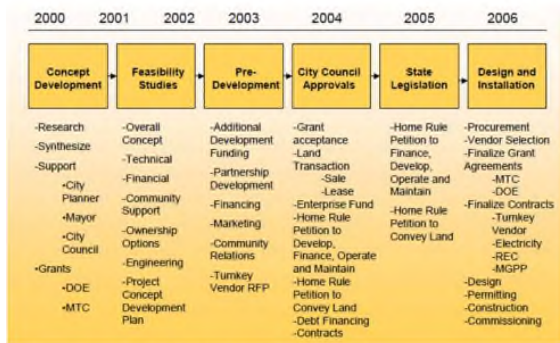 2000 2001 2002 2003 2004 2005 2006
Concept
Development
Feasibility
Studies
Pre-
Development
City Council
Approvals
State
Legislation
Design and
Installation
-Research
-Synthesize
-Support
•City
Planner
•Mayor
•City
Council
-Grants
•DOE
•MTC
-Overall
Concept
-Technical
-Financial
-Community
Support
-Ownership
Options
-Engineering
-Project
Concept
Development
Plan
-Additional
Development
Funding
-Partnership
Development
-Financing
-Marketing
-Community
Relations
-Turnkey
Vendor RFP
-Grant
acceptance
-Land
Transaction
-Sale
-Lease
-Enterprise Fund
-Home Rule
Petition to
Develop,
Finance, Operate
and Maintain
-Home Rule
Petition to
Convey Land
-Debt Financing
-Contracts
-Home Rule
Petition to
Finance,
Develop,
Operate and
Maintain
-Home Rule
Petition to
Convey Land
-Procurement
-Vendor Selection
-Finalize Grant
Agreements
-MTC
-DOE
-Finalize Contracts
-Turnkey
Vendor
-Electricity
-REC
-MGPP
-Design
-Permitting
-Construction
-Commissioning